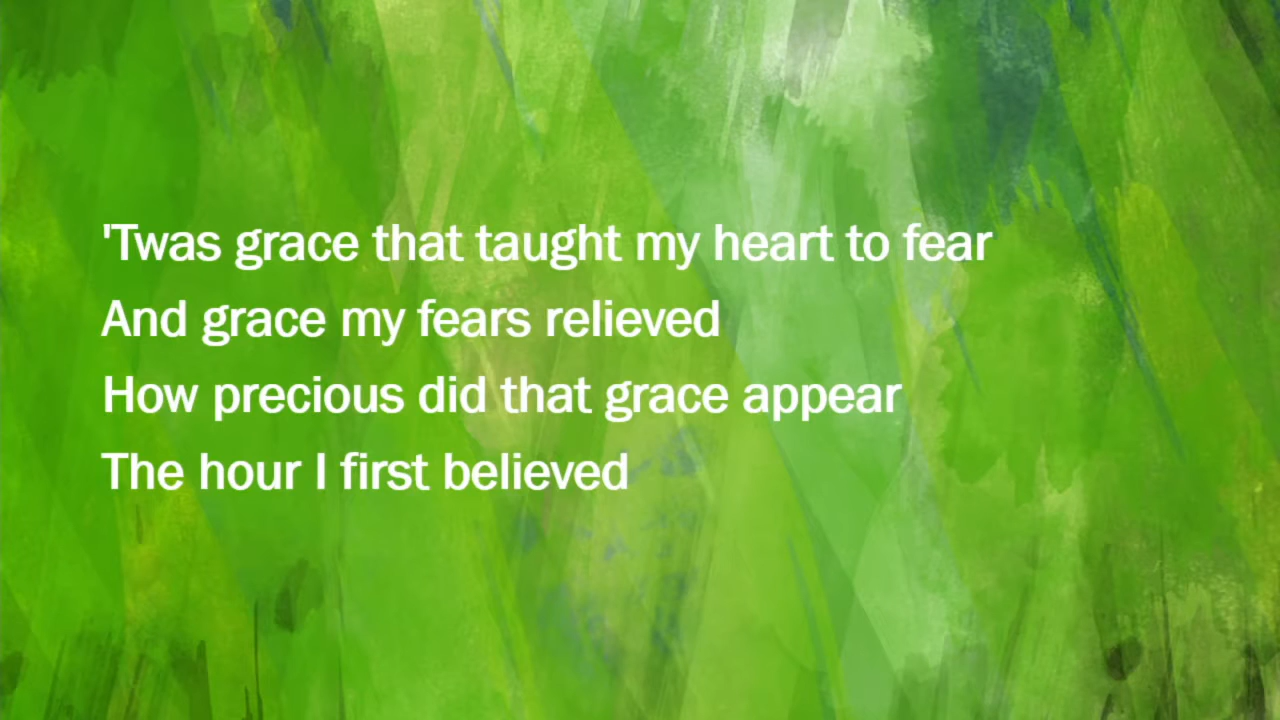 'Twas grace that taught my heart to fear
And grace my fears relieved
How precious did that grace appear
The hour I first believed